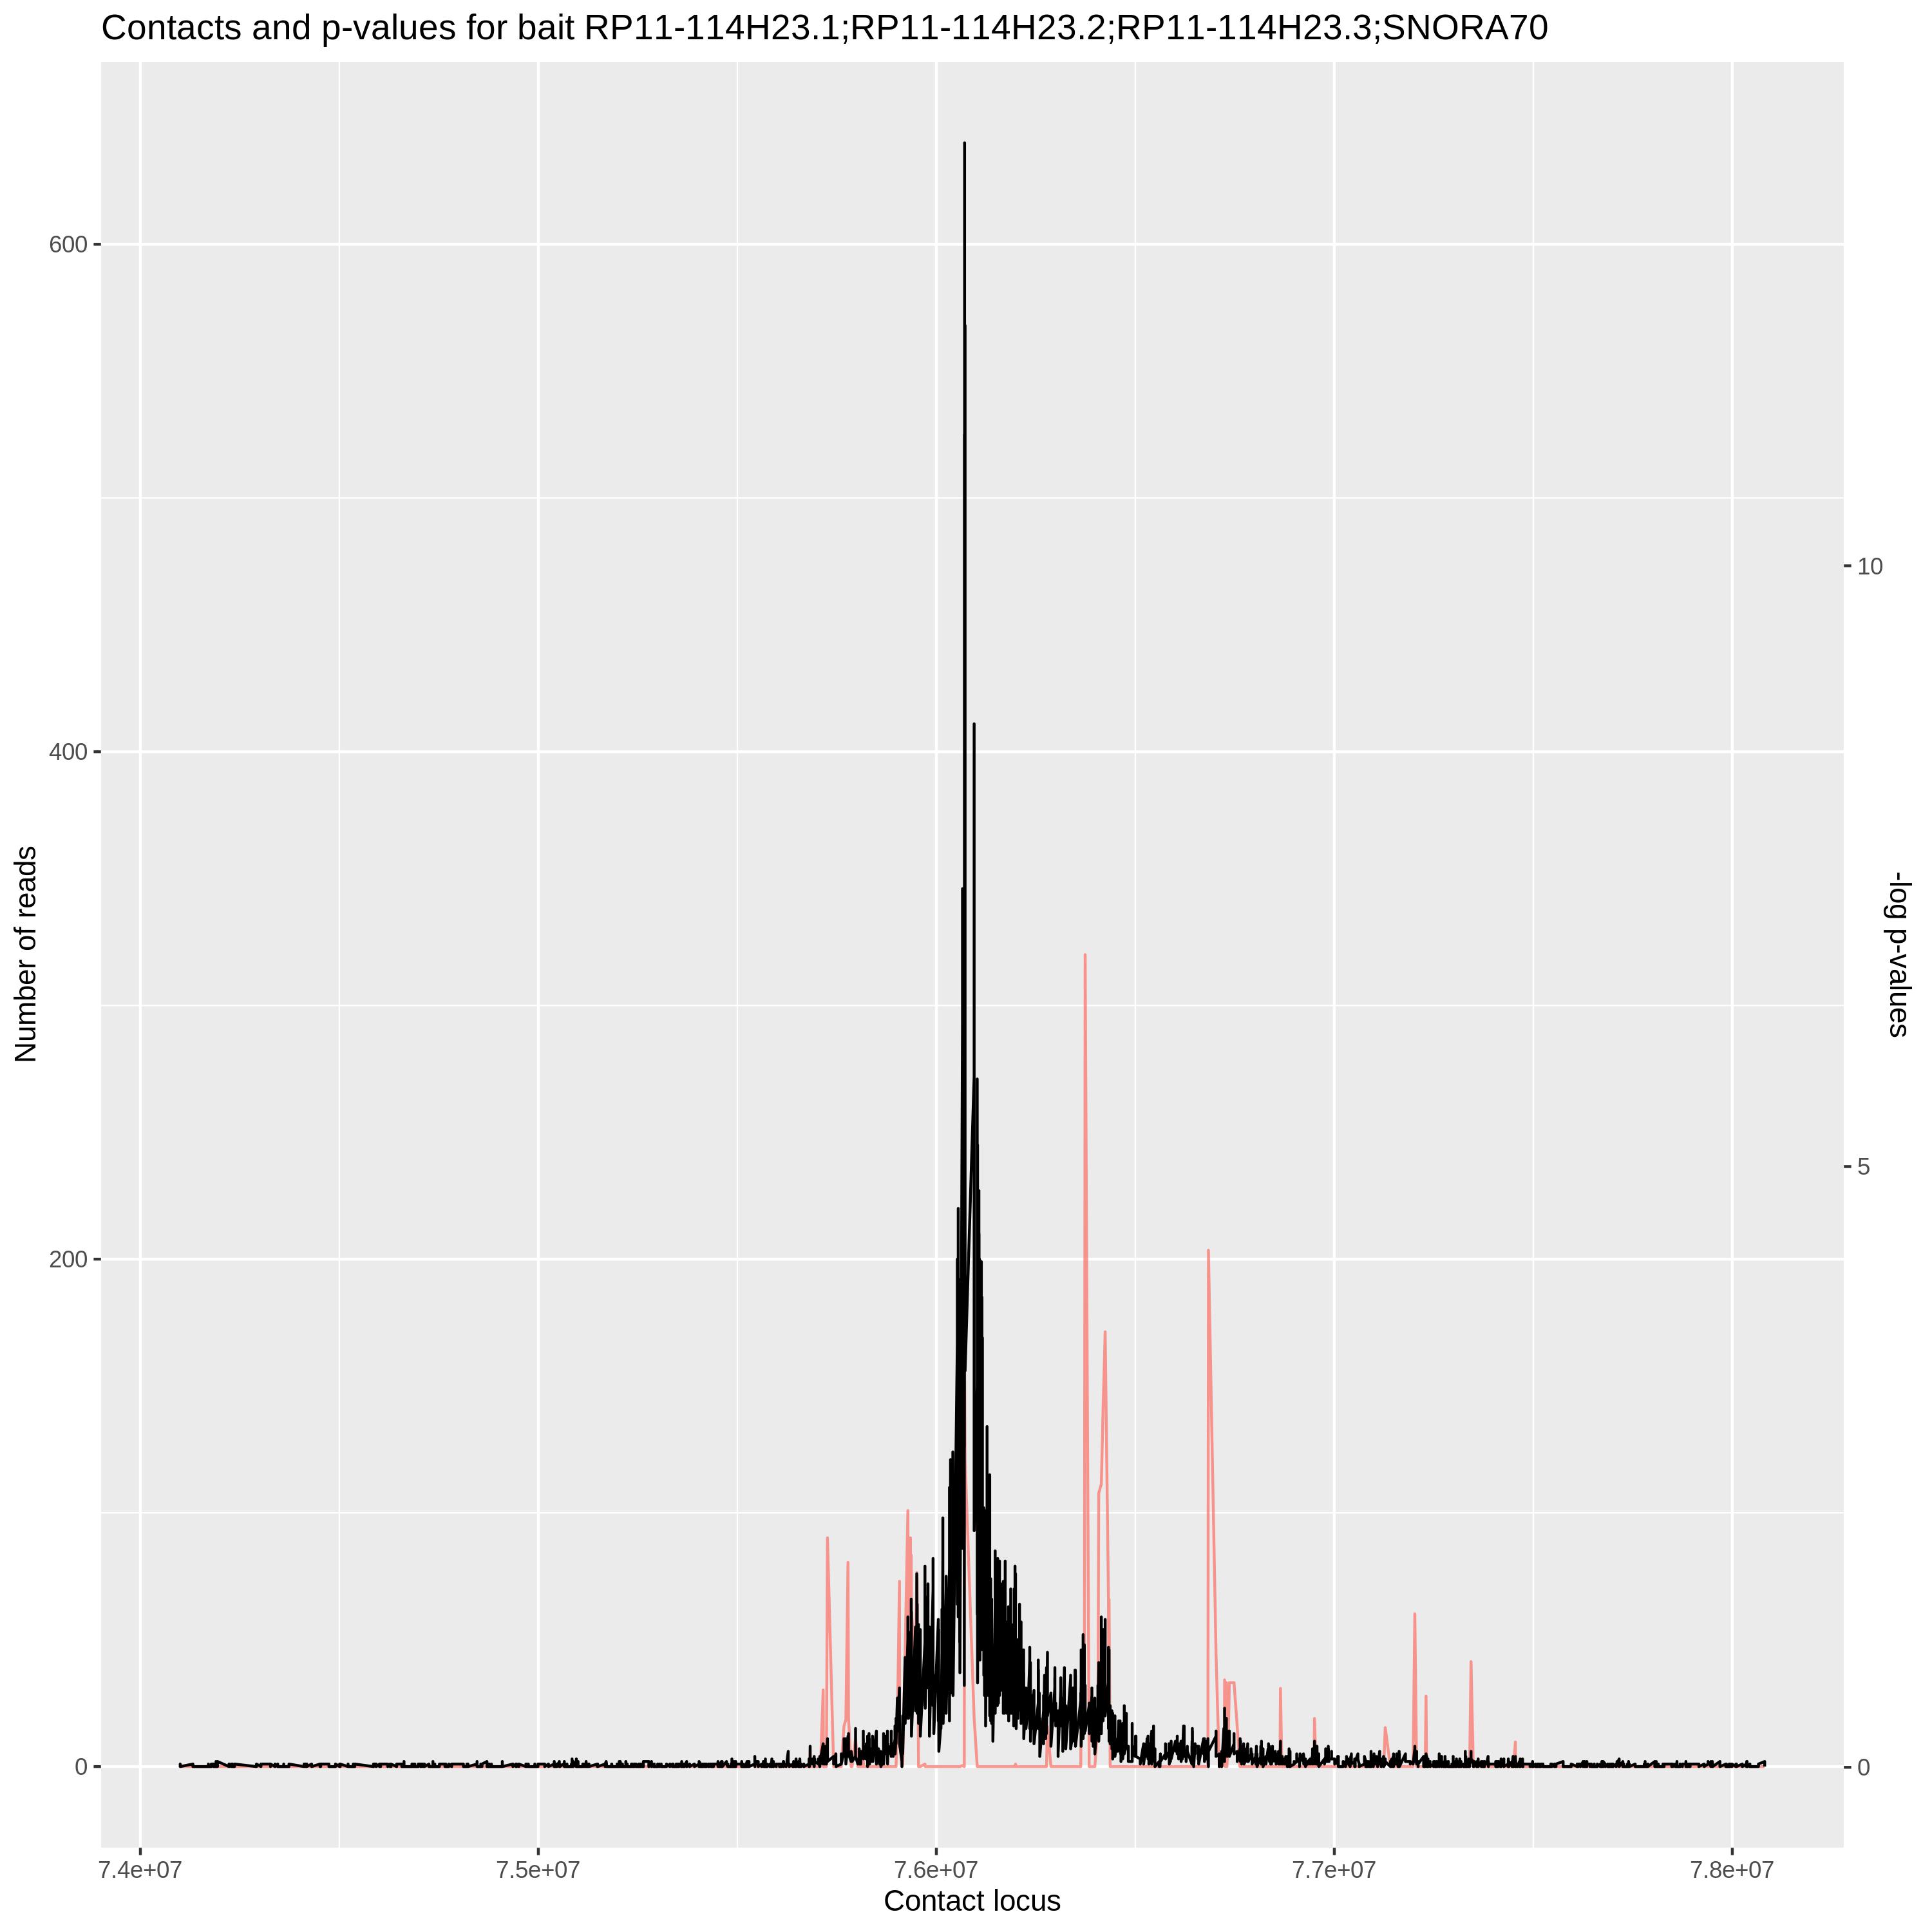 Contacts and p-values for bait RP11-114H23.1;RP11-114H23.2;RP11-114H23.3;SNORA70
600
400
200
0
Number of reads
10
5
0
-log p-values
7.4e+07 7.5e+07 7.6e+07 7.7e+07 7.8e+07
Contact locus